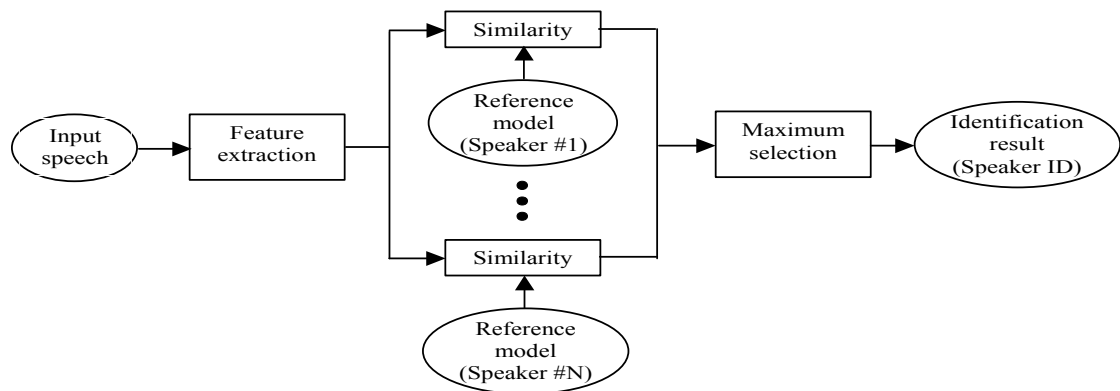 Similarity
Reference
model
(Speaker #1)
Input
speech
Feature
extraction
Maximum
selection
Identification
result
(Speaker ID)
Similarity
Reference
model
(Speaker #N)